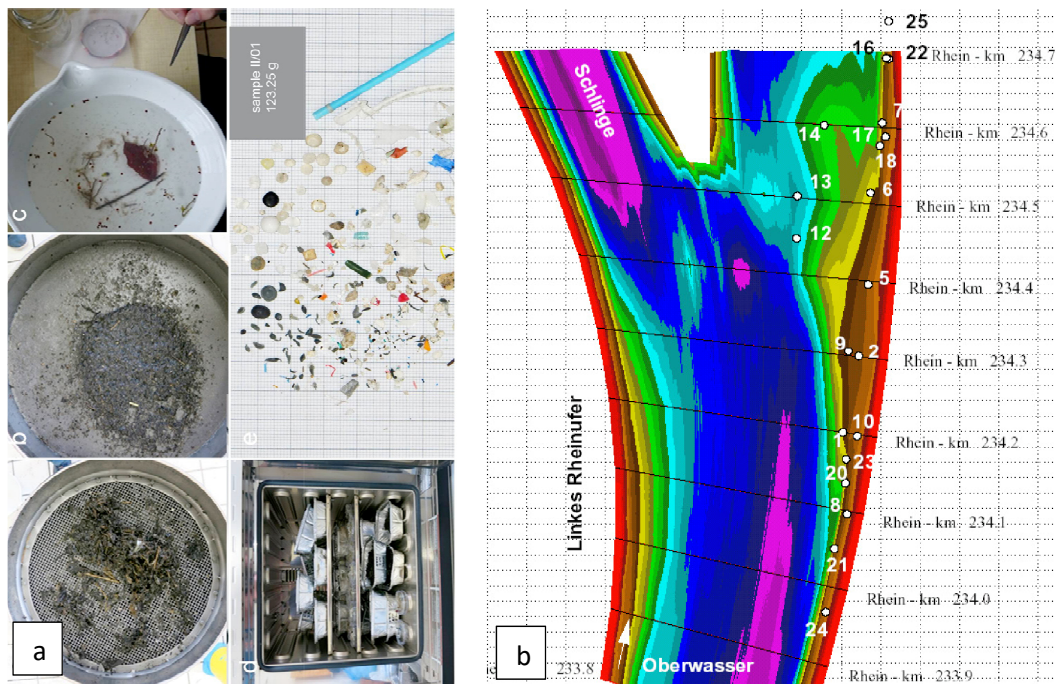 c
b
a
sample II/01
123.25 g
e
d
25
16
22
Rhein - km 234.7
Schlinge
14
17
7
Rhein - km 234.6
18
13
6
Rhein - km 234.5
12
5
Rhein - km 234.4
9
2
Rhein - km 234.3
Linkes Rheinufer
1
10
Rhein - km 234.2
23
20
8
Rhein - km 234.1
21
Rhein - km 234.0
24
b
233.8
Oberwasser
Rhein - km 233.9